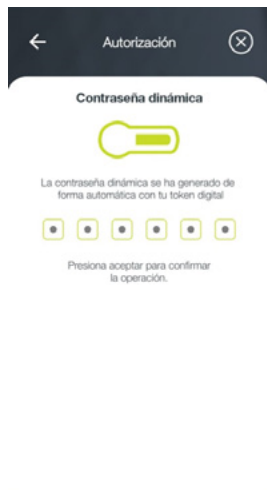 Autorización
Contraseña dinámica
La contraseña dinámica se ha generado de
forma automática con tu token digital
Presiona aceptar para confirmar
la operación.